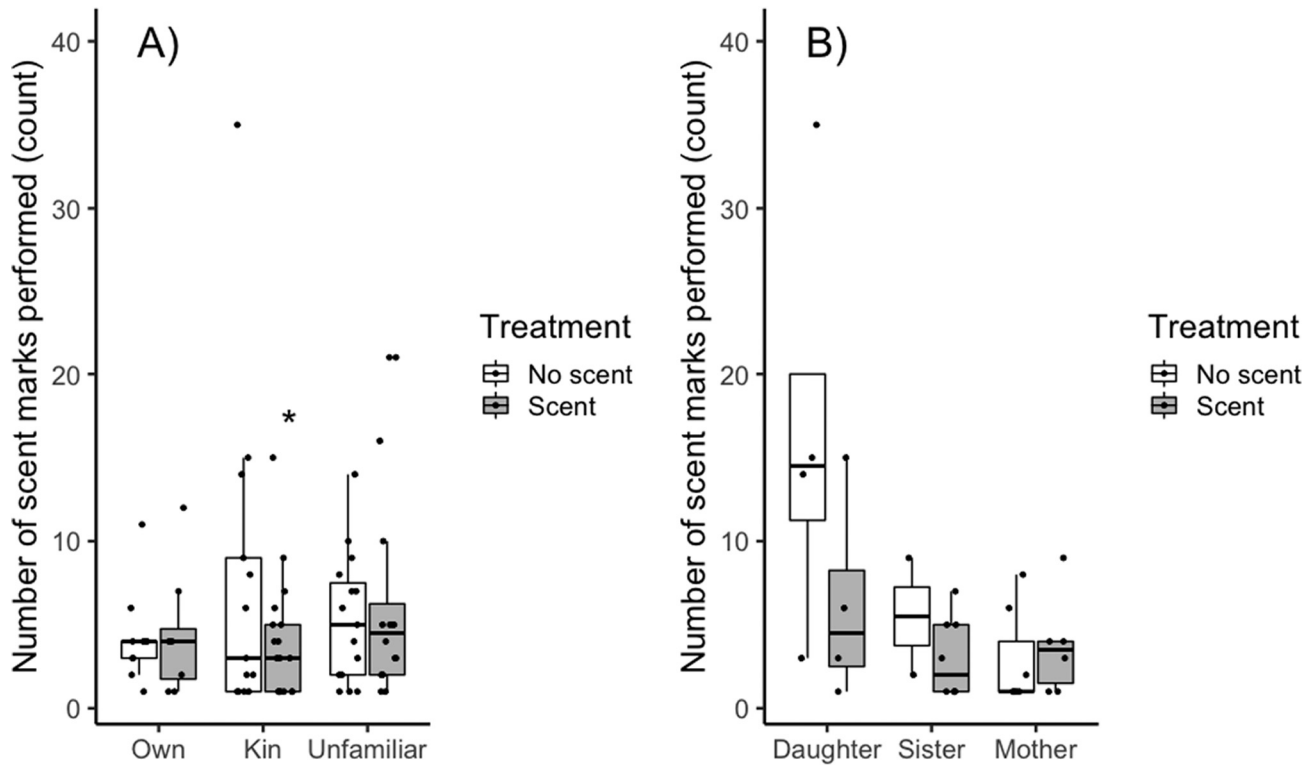 A)
Number of scent marks performed (count)
40
30
20
10
0
*
Own Kin Unfamiliar
Treatment
No scent
Scent
B)
Number of scent marks performed (count)
40
30
20
10
0
Daughter Sister Mother
Treatment
No scent
Scent